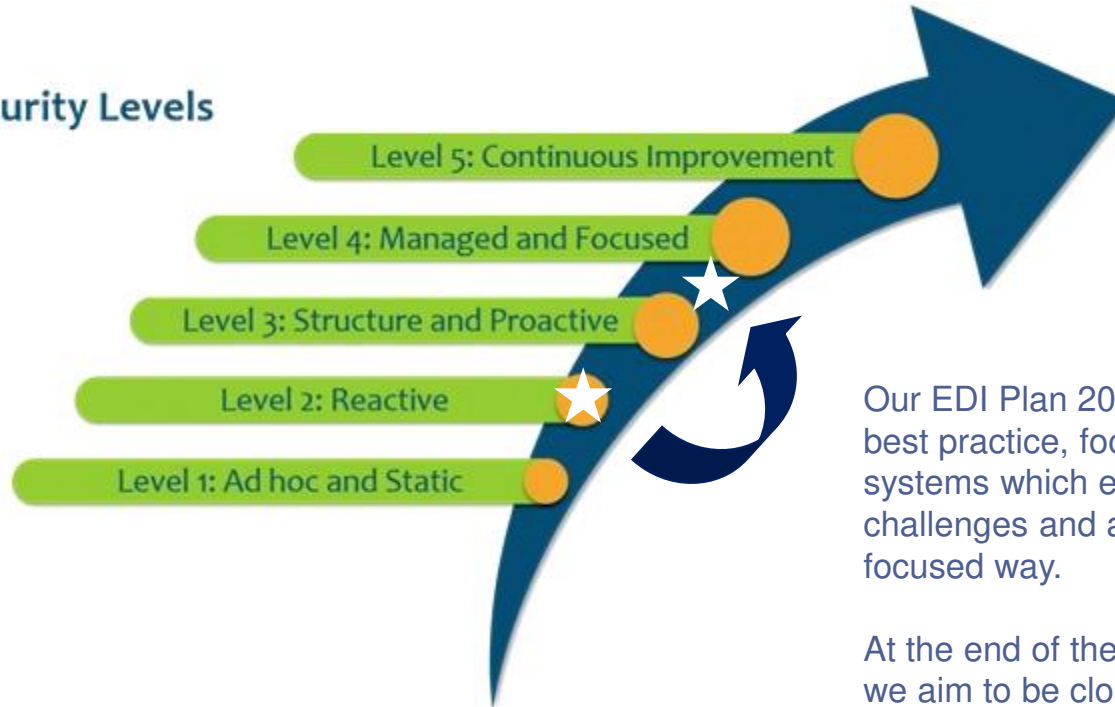 urity Levels
Level 5: Continuous Improvement
Level 4: Managed and Focused
Level 3: Structure and Proactive
Level 2: Reactive
Level 1: Ad hoc and Static
Our EDI Plan 20
best practice, foc
systems which e
challenges and a
focused way.
At the end of the
we aim to be clo